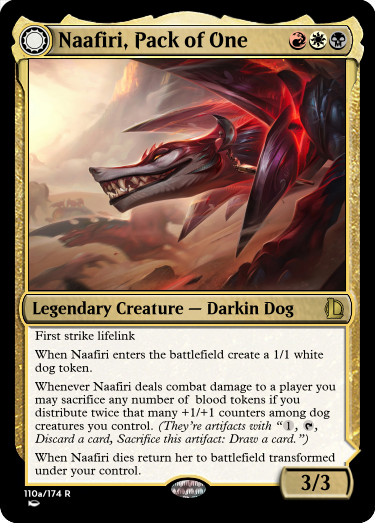 Naafiri, Pack of One
Legendary Creature — Darkin Dog
First strike lifelink
When Naafiri enters the battlefield create a 1/1 white
dog token.
Whenever Naafiri deals combat damage to a player you
may sacrifice any number of blood tokens if you
distribute twice that many +1/+1 counters among dog
creatures you control. (They're artifacts with “1, T,
Discard a card, Sacrifice this artifact: Draw a card.”)
When Naafiri dies return her to battlefield transformed
under your control.
3/3
110a/174 R